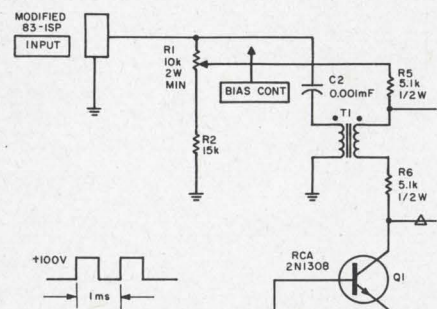 MODIFIED
83-1SP
INPUT
R1
10k
2W
MIN
BIAS CONT
C2
0.001mF
R5
5.1k
1/2W
T1
R2
15k
R6
5.1k
1/2W
+100V
1ms
RCA
2N1308
Q1